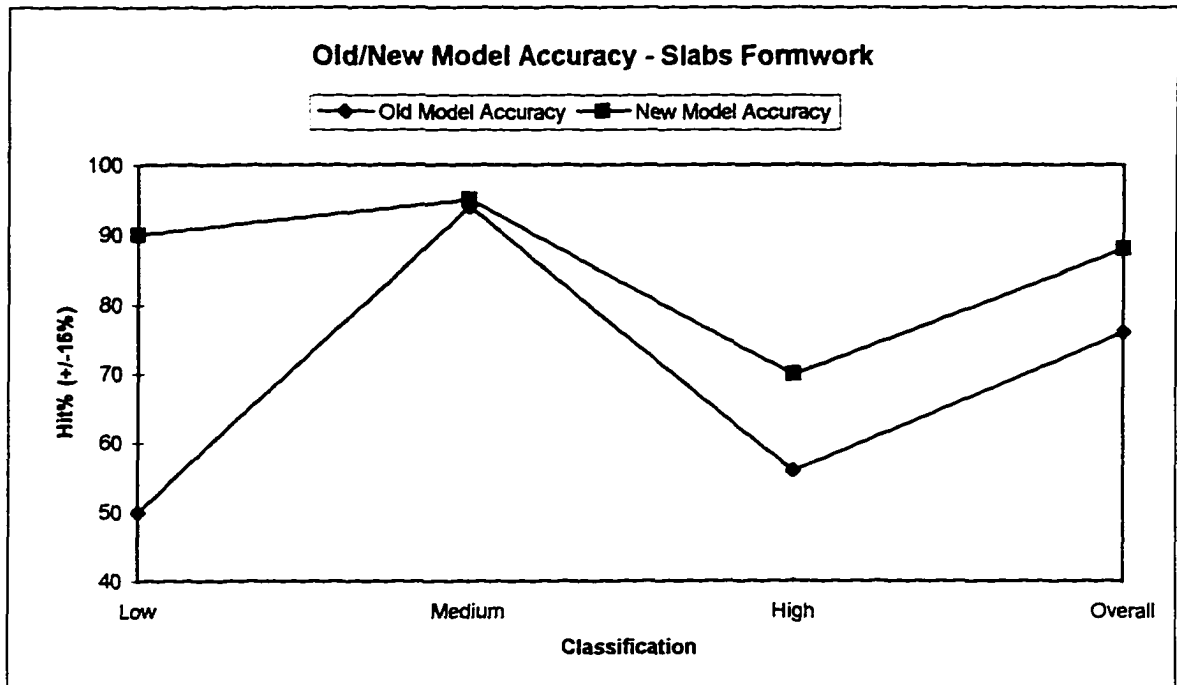 Old/New Model Accuracy - Slabs Formwork
Old Model Accuracy New Model Accuracy
100
90
80
70
60
50
40
Hit% (+/-15%)
Low Medium High Overall
Classification